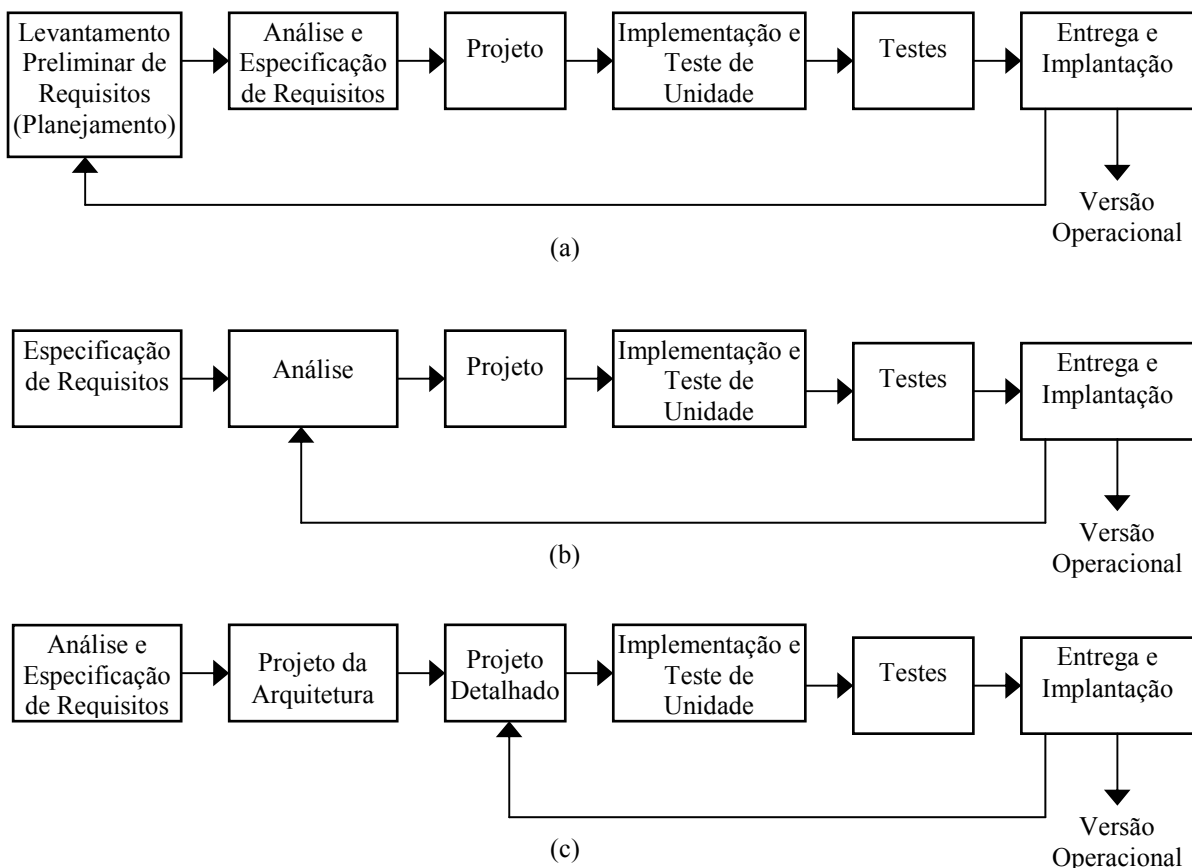 Levantamento
Preliminar de
Requisitos
(Planejamento)
Análise e
Especificação
de Requisitos
Projeto
Implementação e
Teste de
Unidade
Testes
Entrega e
Implantação
Versão
Operacional
(a)
Especificação
de Requisitos
Análise
Projeto
Implementação e
Teste de
Unidade
Testes
Entrega e
Implantação
Versão
Operacional
(b)
Análise e
Especificação
de Requisitos
Projeto da
Arquitetura
Projeto
Detalhado
Implementação e
Teste de
Unidade
Testes
Entrega e
Implantação
Versão
Operacional
(c)